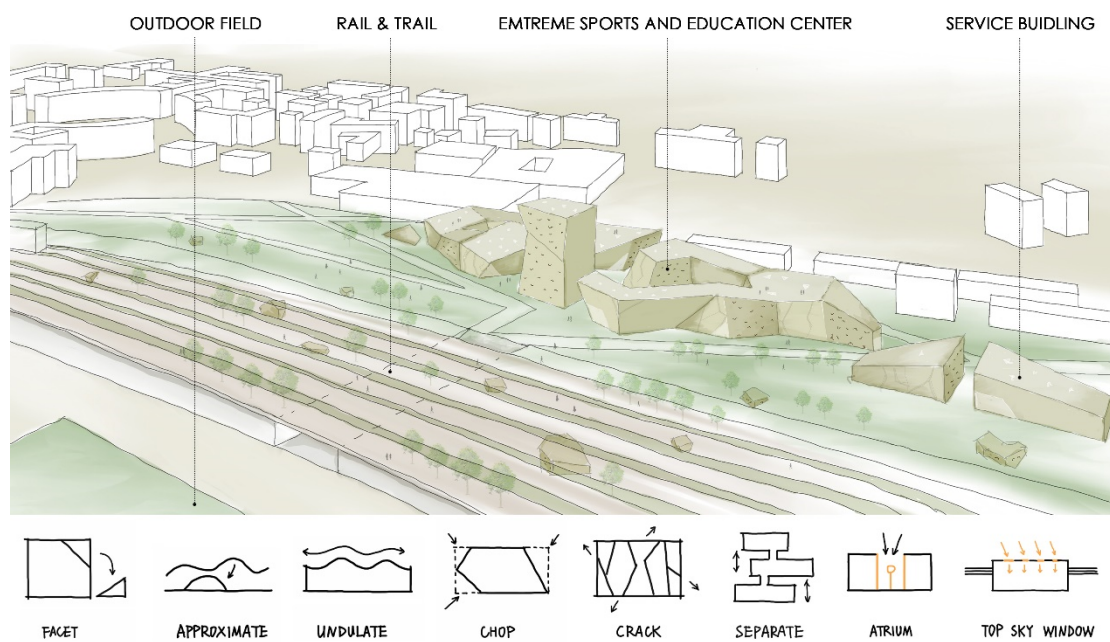 OUTDOOR FIELD
RAIL & TRAIL
EMTREME SPORTS AND EDUCATION CENTER
SERVICE BUIDLING
FACET
APPROXIMATE
UNDULATE
CHOP
CRACK
SEPARATE
ATRIUM
TOP SKY WINDOW